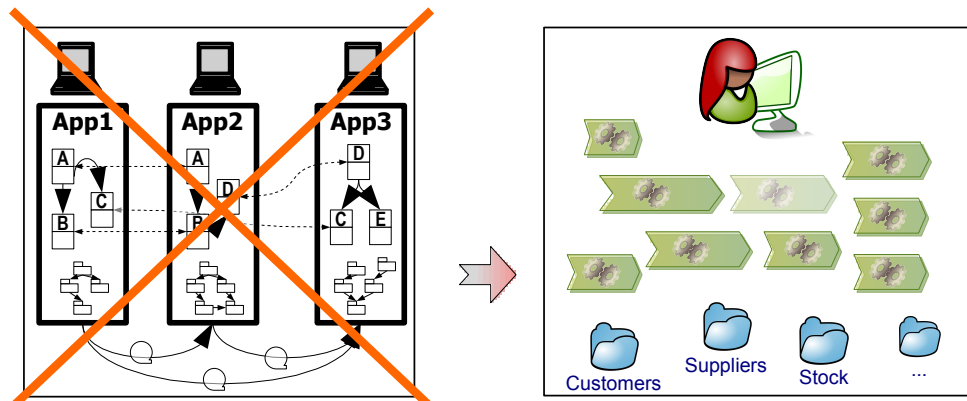 App1
App2
App3
A
C
B
A
D
B
D
C
E
Customers
Suppliers
Stock
...